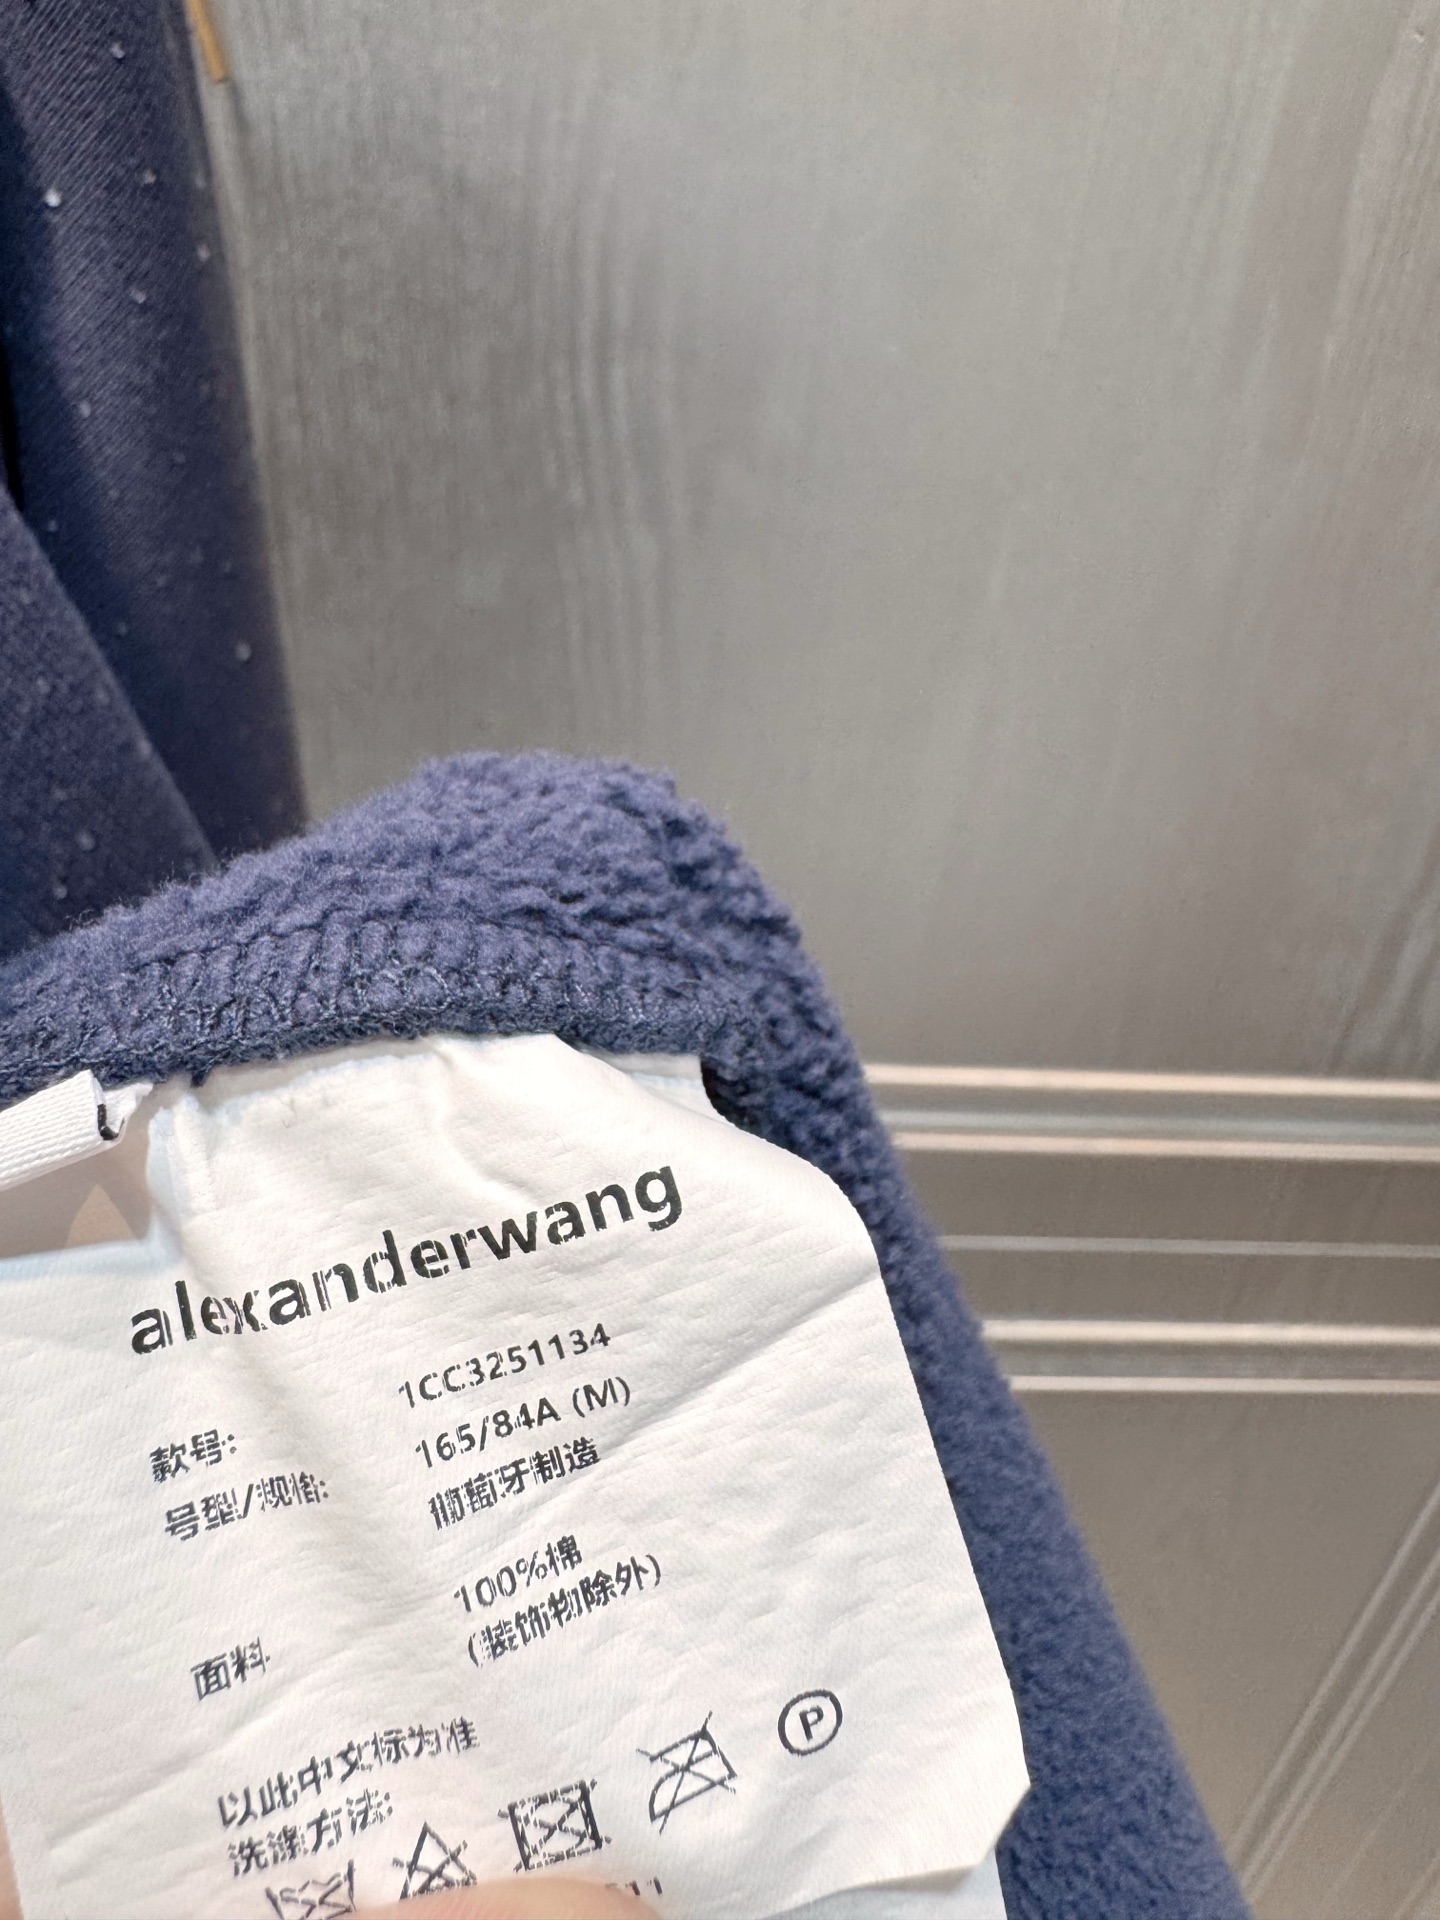 alexanderwang
款号: 1CC3251134
号型/规格: 165/84A (M)
葡萄牙制造
面料 100%棉
(装饰物除外)
以此中文标为准
洗涤方法:
P